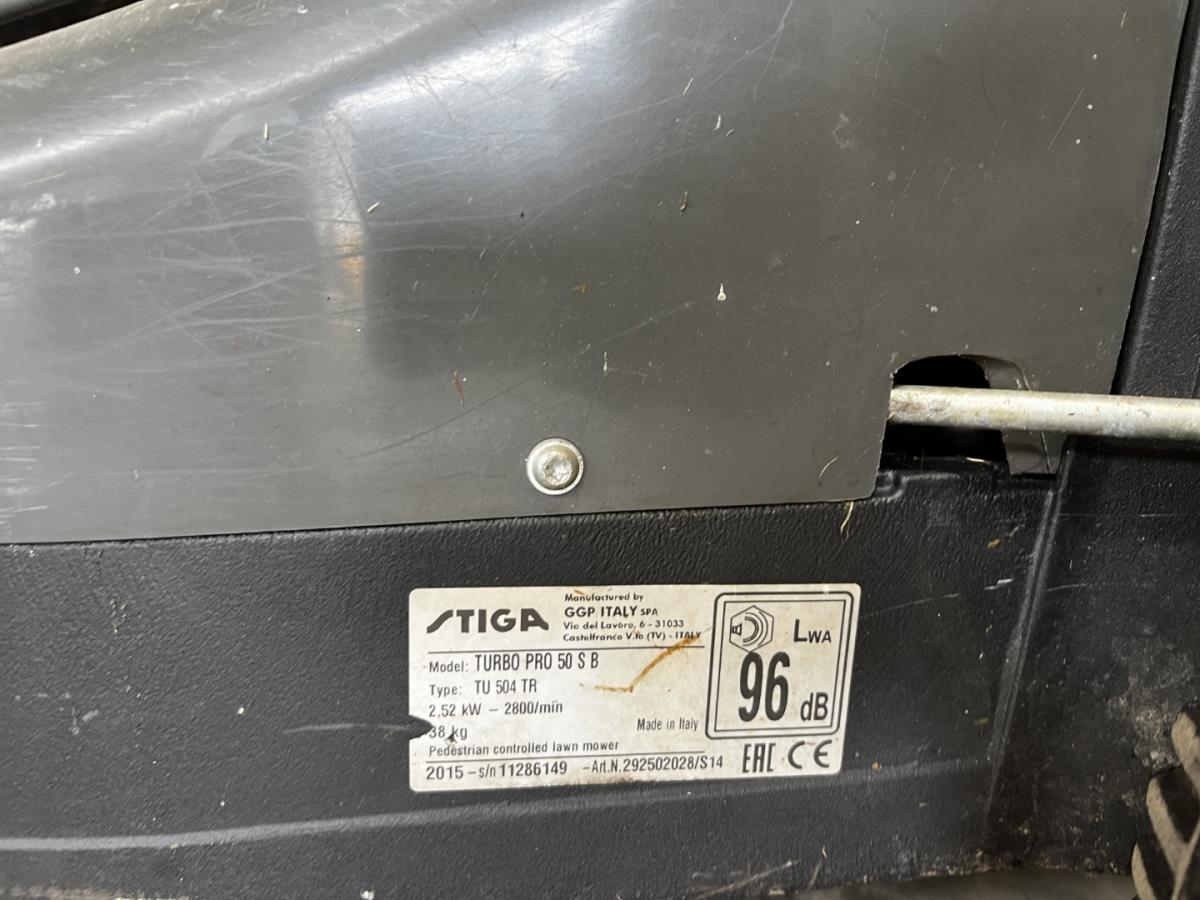 STIGA
Manufactured by
GGP ITALY SPA
Via del Lavoro, 6 - 31033
Castelfranco V.to (TV) - ITALY
Model: TURBO PRO 50 S B
Type: TU 504 TR
2,52 kW – 2800/min
38 kg
Made in Italy
Pedestrian controlled lawn mower
2015 – s/n 11286149 – Art.N. 292502028/S14
LWA
96 dB
EAC CE